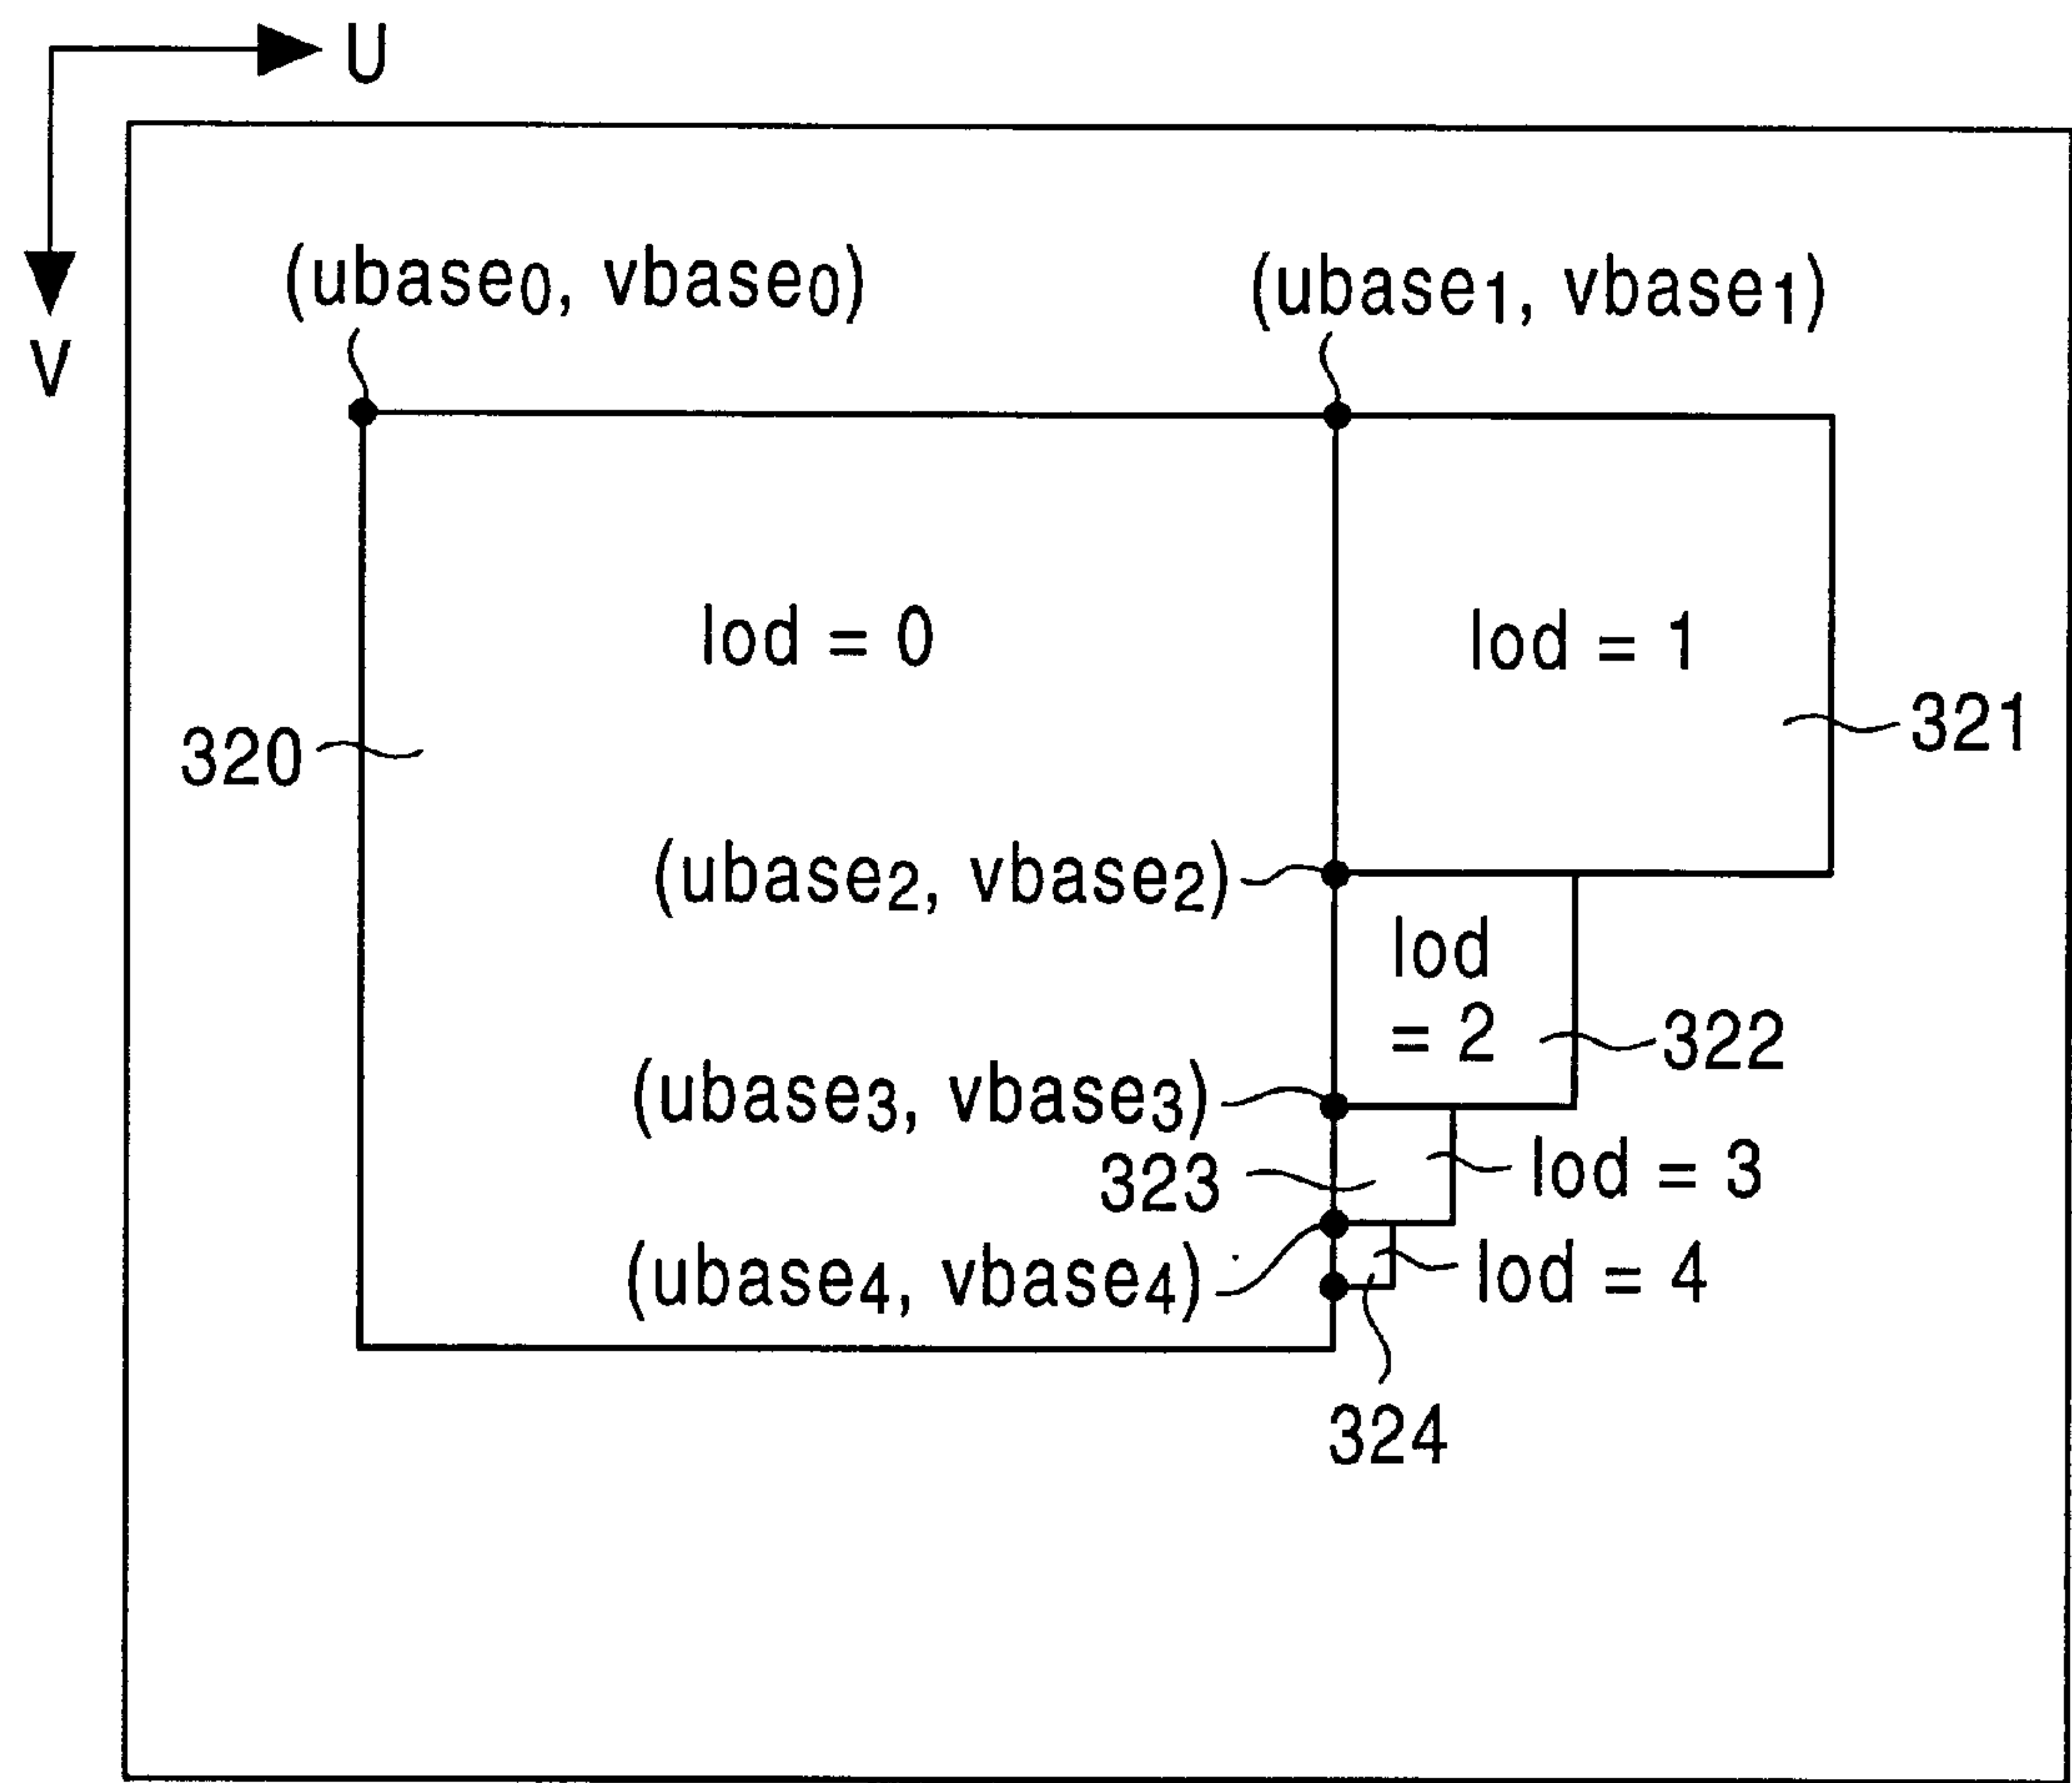 U
V
(ubase0, vbase0)
(ubase1, vbase1)
lod = 0
lod = 1
320
321
(ubase2, vbase2)
lod
= 2
322
(ubase3, vbase3)
323
lod = 3
(ubase4, vbase4)
lod = 4
324